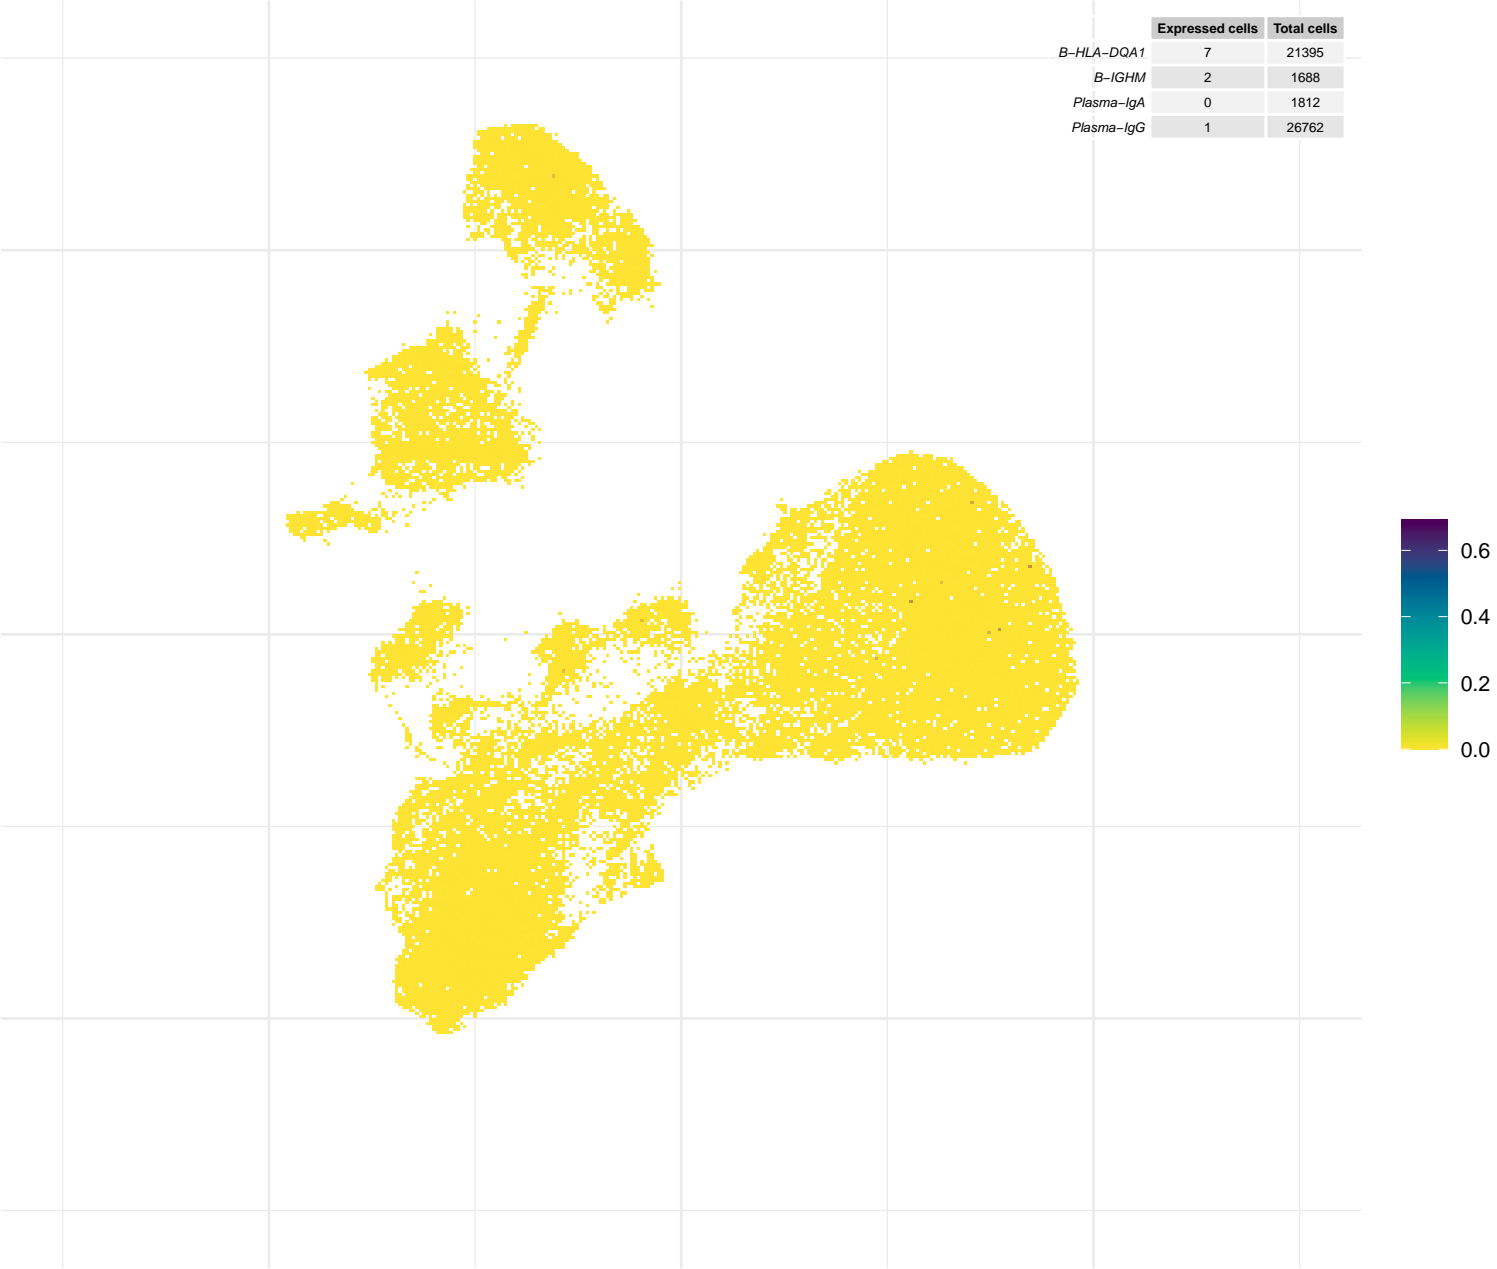 Expressed cells Total cells
B−HLA−DQA1 7 21395
B−IGHM 2 1688
Plasma−IgA 0 1812
Plasma−IgG 1 26762
0.6
0.4
0.2
0.0